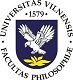 UNIVERSITAS VILNENSIS
• 1579 •
FACULTAS PHILOSOPHIAE